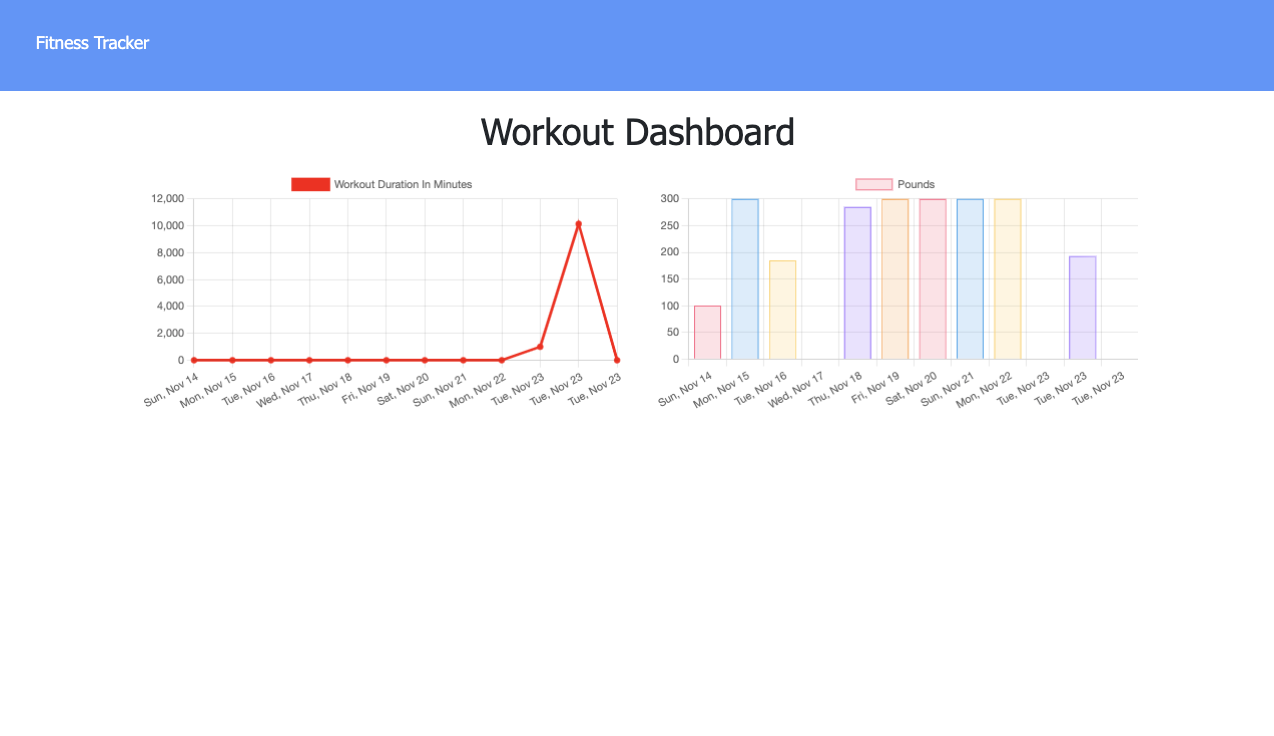 Fitness Tracker
Workout Dashboard
Workout Duration In Minutes
12,000
10,000
8,000
6,000
4,000
2,000
0
Sun, Nov 14
Mon, Nov 15
Tue, Nov 16
Wed, Nov 17
Thu, Nov 18
Fri, Nov 19
Sat, Nov 20
Sun, Nov 21
Mon, Nov 22
Tue, Nov 23
Tue, Nov 23
Tue, Nov 23
Pounds
300
250
200
150
100
50
0
Sun, Nov 14
Mon, Nov 15
Tue, Nov 16
Wed, Nov 17
Thu, Nov 18
Fri, Nov 19
Sat, Nov 20
Sun, Nov 21
Mon, Nov 22
Tue, Nov 23
Tue, Nov 23
Tue, Nov 23